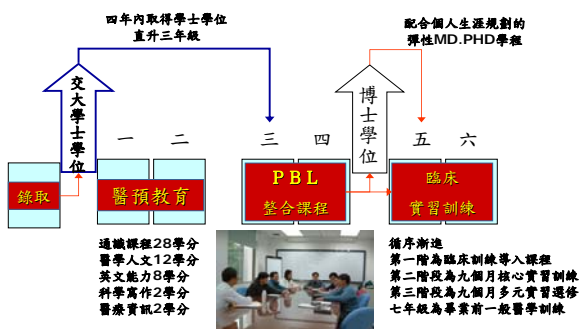 四年內取得學士學位
直升三年級
配合個人生涯規劃的
彈性MD.PHD學程
交大學士學位
博士學位
一 二 三 四 五 六
錄取
醫預教育
PBL
整合課程
臨床
實習訓練
通識課程28學分
醫學人文12學分
英文能力8學分
科學寫作2學分
醫療資訊2學分
循序漸進
第一階為臨床訓練導入課程
第二階段為九個月核心實習訓練
第三階段為九個月多元實習選修
七年級為畢業前一般醫學訓練